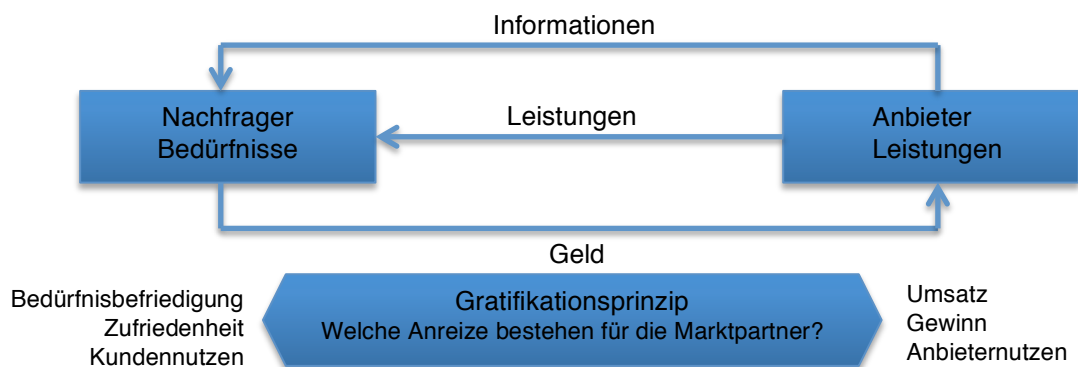 Informationen
Nachfrager
Bedürfnisse
Leistungen
Anbieter
Leistungen
Geld
Bedürfnisbefriedigung
Zufriedenheit
Kundennutzen
Gratifikationsprinzip
Welche Anreize bestehen für die Marktpartner?
Umsatz
Gewinn
Anbieternutzen